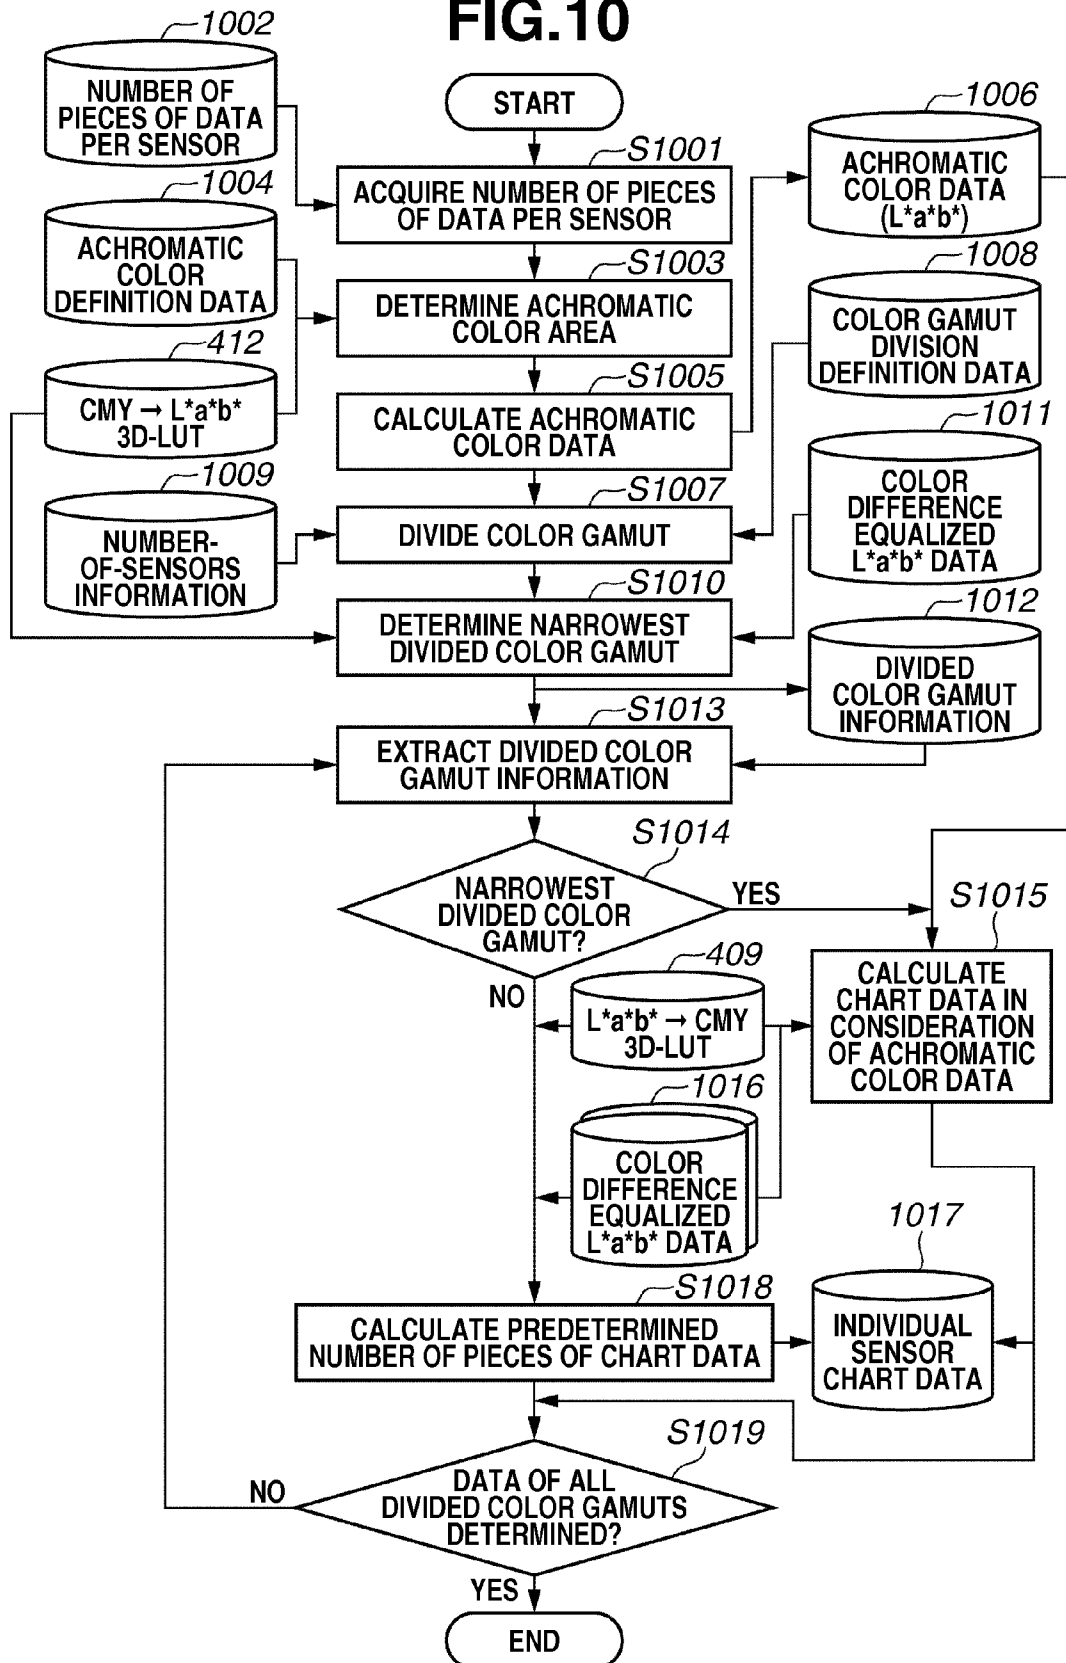 FIG.10
1002
NUMBER OF
PIECES OF DATA
PER SENSOR
START
1006
ACHROMATIC
COLOR DATA
(L*a*b*)
S1001
ACQUIRE NUMBER OF PIECES
OF DATA PER SENSOR
1004
ACHROMATIC
COLOR
DEFINITION DATA
S1003
DETERMINE ACHROMATIC
COLOR AREA
1008
COLOR GAMUT
DIVISION
DEFINITION DATA
412
CMY → L*a*b*
3D-LUT
S1005
CALCULATE ACHROMATIC
COLOR DATA
1011
COLOR
DIFFERENCE
EQUALIZED
L*a*b* DATA
1009
NUMBER-
OF-SENSORS
INFORMATION
S1007
DIVIDE COLOR GAMUT
S1010
DETERMINE NARROWEST
DIVIDED COLOR GAMUT
1012
DIVIDED
COLOR GAMUT
INFORMATION
S1013
EXTRACT DIVIDED COLOR
GAMUT INFORMATION
S1014
NARROWEST
DIVIDED COLOR
GAMUT?
YES
NO
S1015
CALCULATE
CHART DATA IN
CONSIDERATION
OF ACHROMATIC
COLOR DATA
409
L*a*b* → CMY
3D-LUT
1016
COLOR
DIFFERENCE
EQUALIZED
L*a*b* DATA
1017
INDIVIDUAL
SENSOR
CHART DATA
S1018
CALCULATE PREDETERMINED
NUMBER OF PIECES OF CHART DATA
S1019
DATA OF ALL
DIVIDED COLOR GAMUTS
DETERMINED?
NO
YES
END